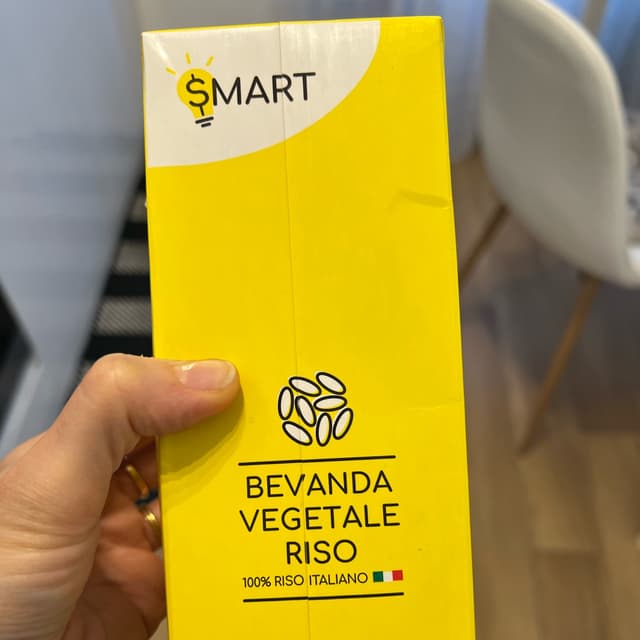 $MART
BEVANDA
VEGETALE
RISO
100% RISO ITALIANO